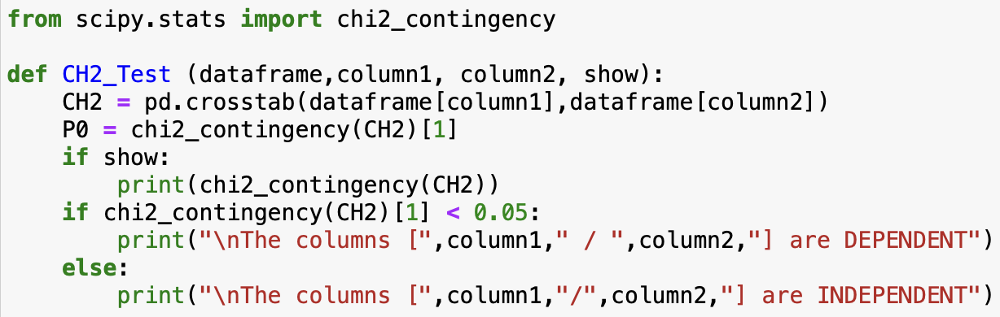 from scipy.stats import chi2_contingency

def CH2_Test (dataframe,column1, column2, show):
    CH2 = pd.crosstab(dataframe[column1],dataframe[column2])
    P0 = chi2_contingency(CH2)[1]
    if show:
        print(chi2_contingency(CH2))
    if chi2_contingency(CH2)[1] < 0.05:
        print("\nThe columns [",column1," / ",column2,"] are DEPENDENT")
    else:
        print("\nThe columns [",column1,"/",column2,"] are INDEPENDENT")